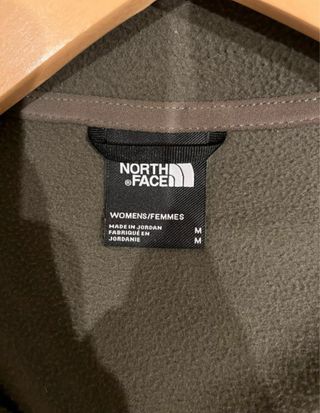 NORTH
®FACE
WOMENS/FEMMES
MADE IN JORDAN M
FABRIQUÉ EN
JORDANIE M